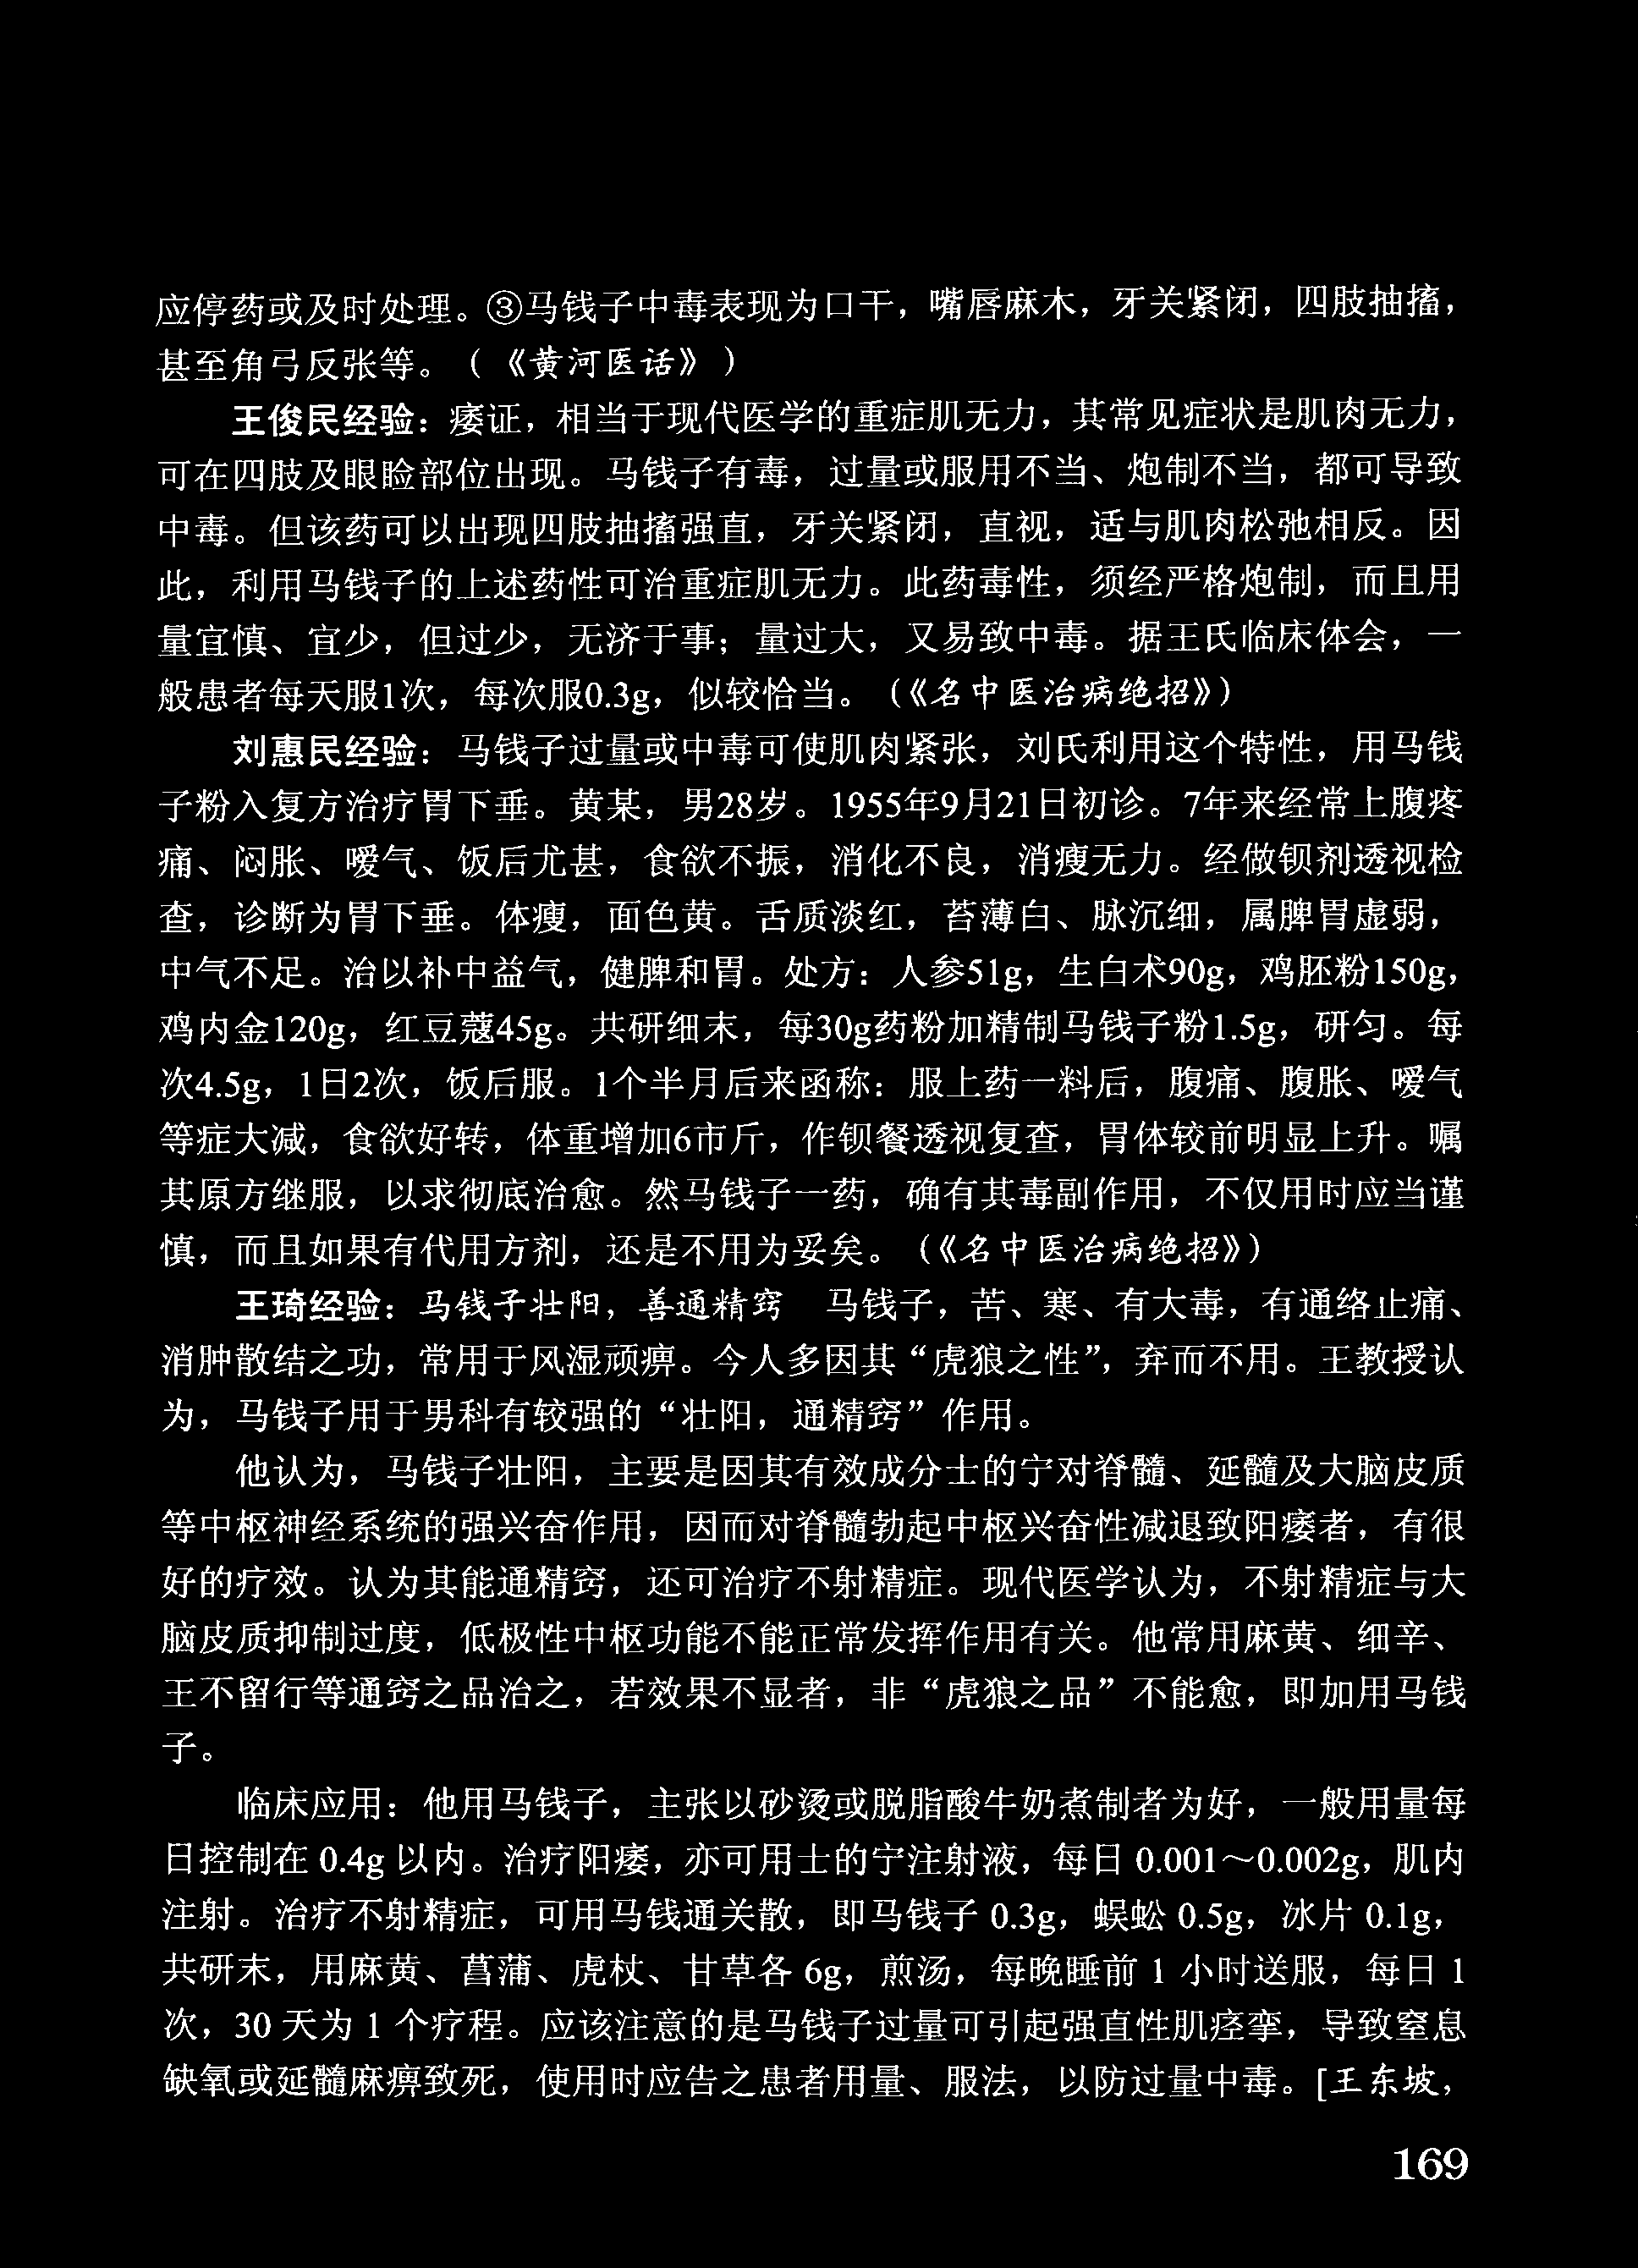 应停药或及时处理。③马钱子中毒表现为口干，嘴唇麻木，牙关紧闭，四肢抽搐，
甚至角弓反张等。（《黄河医话》）
王俊民经验：痿证，相当于现代医学的重症肌无力，其常见症状是肌肉无力，
可在四肢及眼睑部位出现。马钱子有毒，过量或服用不当、炮制不当，都可导致
中毒。但该药可以出现四肢抽搐强直，牙关紧闭，直视，适与肌肉松弛相反。因
此，利用马钱子的上述药性可治重症肌无力。此药毒性，须经严格炮制，而且用
量宜慎、宜少，但过少，无济于事；量过大，又易致中毒。据王氏临床体会，一
般患者每天服1次，每次服0.3g，似较恰当。（《名中医治病绝招》）
刘惠民经验：马钱子过量或中毒可使肌肉紧张，刘氏利用这个特性，用马钱
子粉入复方治疗胃下垂。黄某，男28岁。1955年9月21日初诊。7年来经常上腹疼
痛、闷胀、嗳气、饭后尤甚，食欲不振，消化不良，消瘦无力。经做钡剂透视检
查，诊断为胃下垂。体瘦，面色黄。舌质淡红，苔薄白、脉沉细，属脾胃虚弱，
中气不足。治以补中益气，健脾和胃。处方：人参51g，生白术90g，鸡胚粉150g，
鸡内金120g，红豆蔻45g。共研细末，每30g药粉加精制马钱子粉1.5g，研匀。每
次4.5g，1日2次，饭后服。1个半月后来函称：服上药一料后，腹痛、腹胀、嗳气
等症大减，食欲好转，体重增加6市斤，作钡餐透视复查，胃体较前明显上升。嘱
其原方继服，以求彻底治愈。然马钱子一药，确有其毒副作用，不仅用时应当谨
慎，而且如果有代用方剂，还是不用为妥矣。（《名中医治病绝招》）
王琦经验：马钱子壮阳，善通精窍　马钱子，苦、寒、有大毒，有通络止痛、
消肿散结之功，常用于风湿顽痹。今人多因其“虎狼之性”，弃而不用。王教授认
为，马钱子用于男科有较强的“壮阳，通精窍”作用。
他认为，马钱子壮阳，主要是因其有效成分士的宁对脊髓、延髓及大脑皮质
等中枢神经系统的强兴奋作用，因而对脊髓勃起中枢兴奋性减退致阳痿者，有很
好的疗效。认为其能通精窍，还可治疗不射精症。现代医学认为，不射精症与大
脑皮质抑制过度，低极性中枢功能不能正常发挥作用有关。他常用麻黄、细辛、
王不留行等通窍之品治之，若效果不显者，非“虎狼之品”不能愈，即加用马钱
子。
临床应用：他用马钱子，主张以砂烫或脱脂酸牛奶煮制者为好，一般用量每
日控制在 0.4g 以内。治疗阳痿，亦可用士的宁注射液，每日 0.001～0.002g，肌内
注射。治疗不射精症，可用马钱通关散，即马钱子 0.3g，蜈蚣 0.5g，冰片 0.1g，
共研末，用麻黄、菖蒲、虎杖、甘草各 6g，煎汤，每晚睡前 1 小时送服，每日 1
次，30 天为 1 个疗程。应该注意的是马钱子过量可引起强直性肌痉挛，导致窒息
缺氧或延髓麻痹致死，使用时应告之患者用量、服法，以防过量中毒。[王东坡，
169